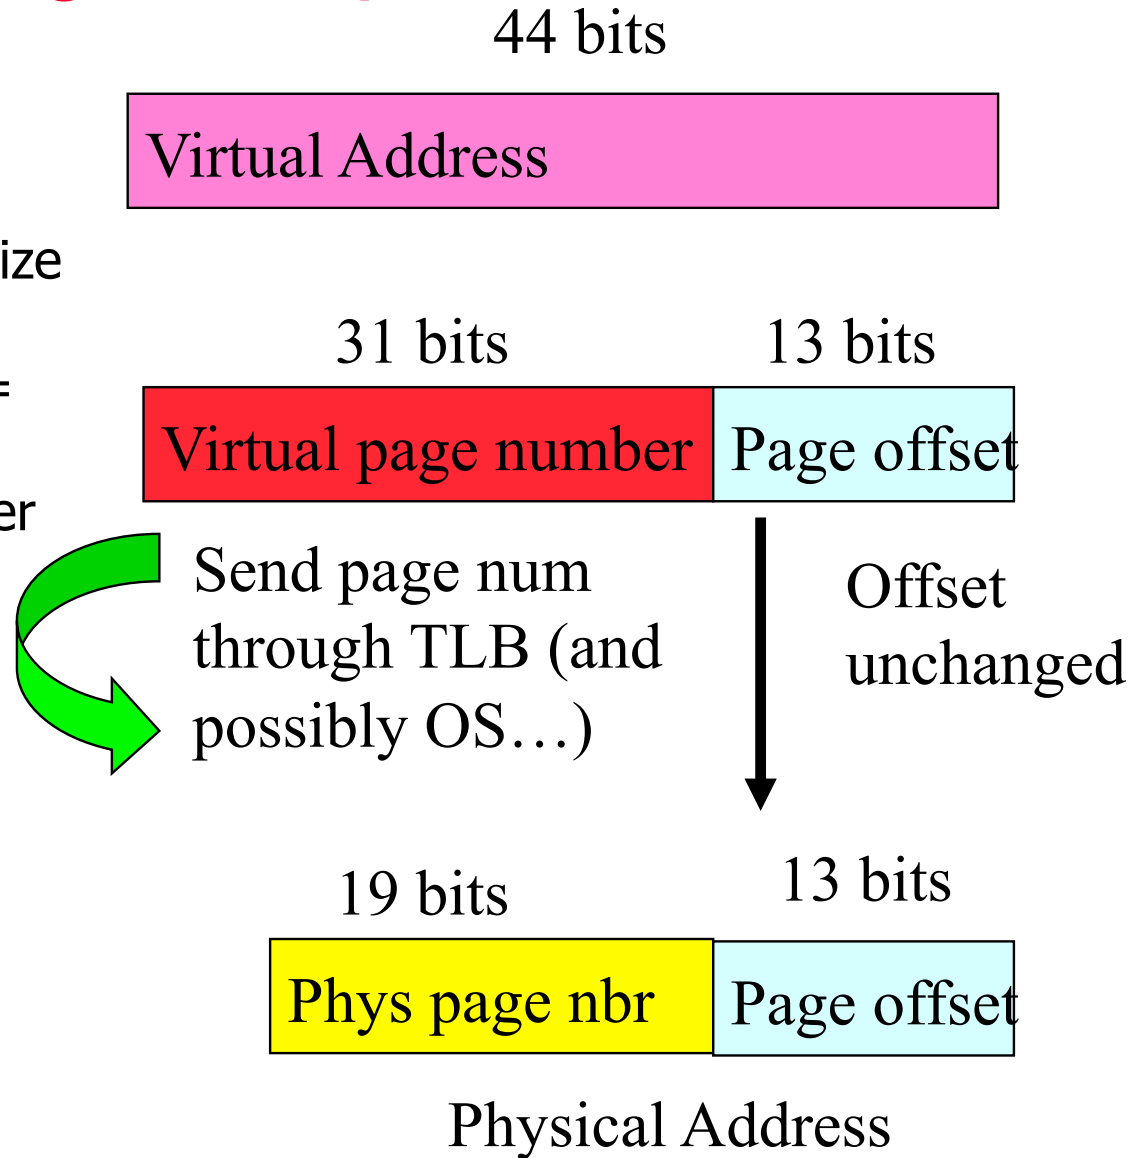 44 bits
Virtual Address
ize
31 bits 13 bits
=
Virtual page number Page offset
er
Send page num
through TLB (and
possibly OS…)
Offset
unchanged
19 bits 13 bits
Phys page nbr Page offset
Physical Address